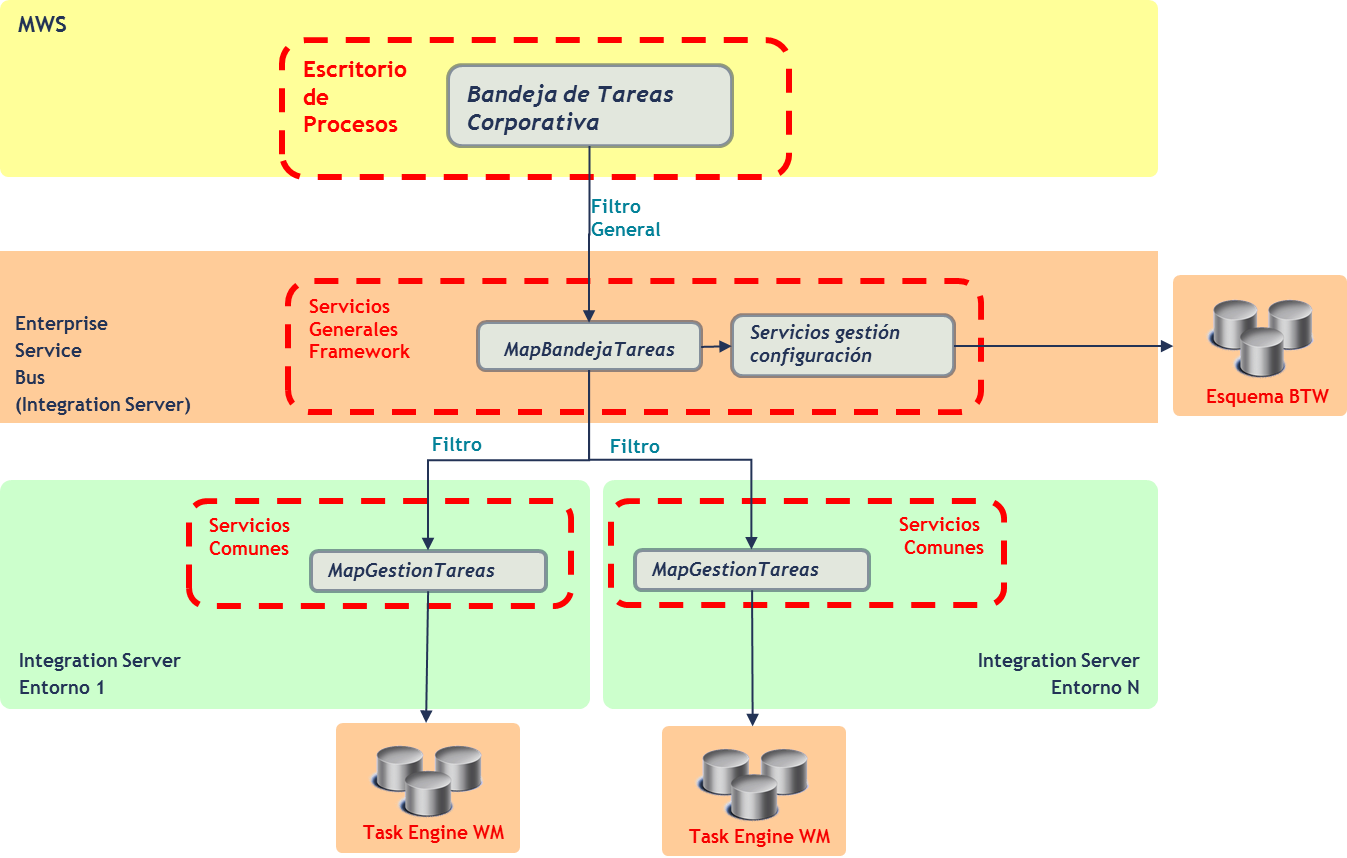 MWS
Escritorio
de
Procesos
Bandeja de Tareas
Corporativa
Filtro
General
Enterprise
Service
Bus
(Integration Server)
Servicios
Generales
Framework
MapBandejaTareas
Servicios gestión
configuración
Esquema BTW
Filtro
Filtro
Servicios
Comunes
MapGestionTareas
Integration Server
Entorno 1
Servicios
Comunes
MapGestionTareas
Integration Server
Entorno N
Task Engine WM
Task Engine WM